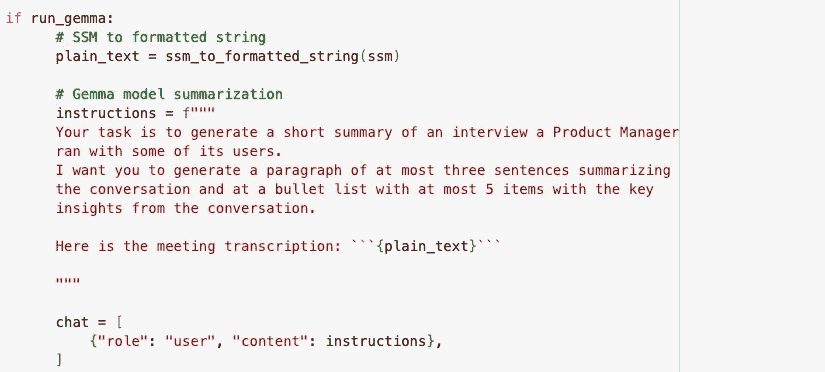 if run_gemma:
# SSM to formatted string
plain_text = ssm_to_formatted_string(ssm)
# Gemma model summarization
instructions = f"""
Your task is to generate a short summary of an interview a Product Manager
ran with some of its users.
I want you to generate a paragraph of at most three sentences summarizing
the conversation and at a bullet list with at most 5 items with the key
insights from the conversation.
Here is the meeting transcription: ```{plain_text}```
"""
chat = [
{"role": "user", "content": instructions},
]